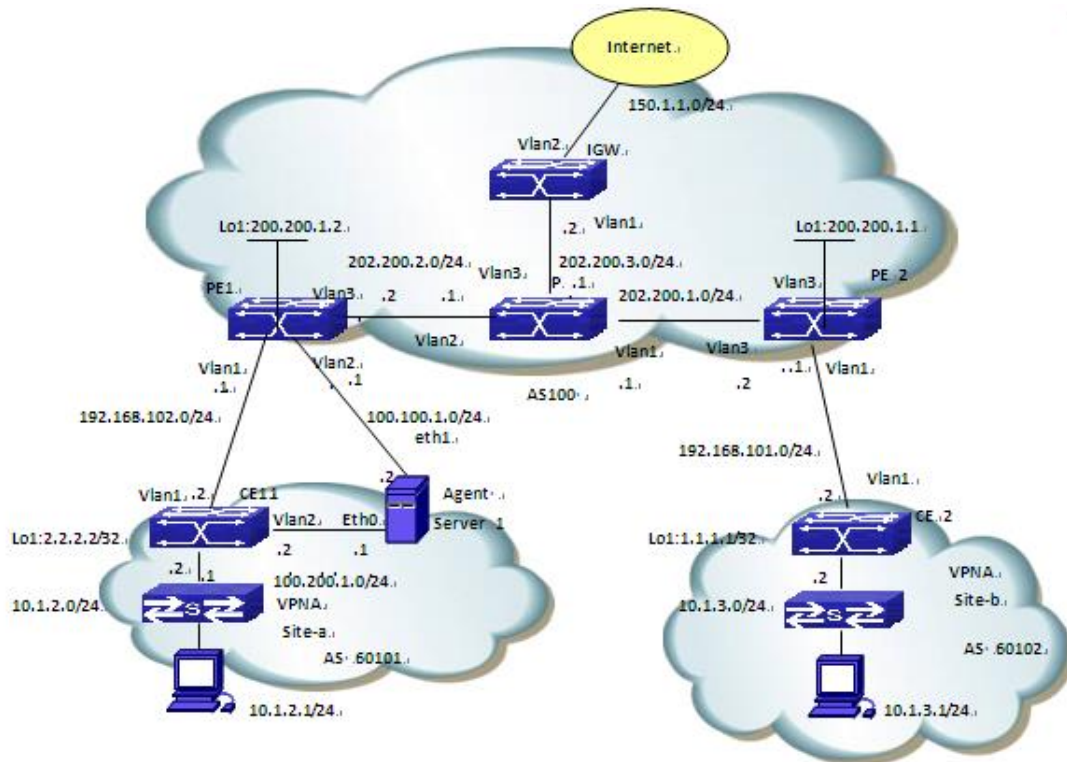 Internet
150.1.1.0/24
Vlan2
IGW
.2
Vlan1
Lo1:200.200.1.2
Lo1:200.200.1.1
202.200.2.0/24
Vlan3
202.200.3.0/24
PE1
Vlan3
.2
.1
P
.1
202.200.1.0/24
Vlan3
PE 2
Vlan2
Vlan1
.1
Vlan2
.1
Vlan1
.1
Vlan3
.2
.1
Vlan1
AS100
192.168.102.0/24
100.100.1.0/24
eth1
192.168.101.0/24
.2
Vlan1
.2
CE11
Agent
Server 1
Vlan2
Eth0
.2
.1
Lo1:2.2.2.2/32
Vlan1
.2
CE 2
Lo1:1.1.1.1/32
.2
.1
100.200.1.0/24
10.1.2.0/24
S
VPNA
Site-a
AS 60101
10.1.2.1/24
.2
10.1.3.0/24
S
VPNA
Site-b
AS 60102
10.1.3.1/24